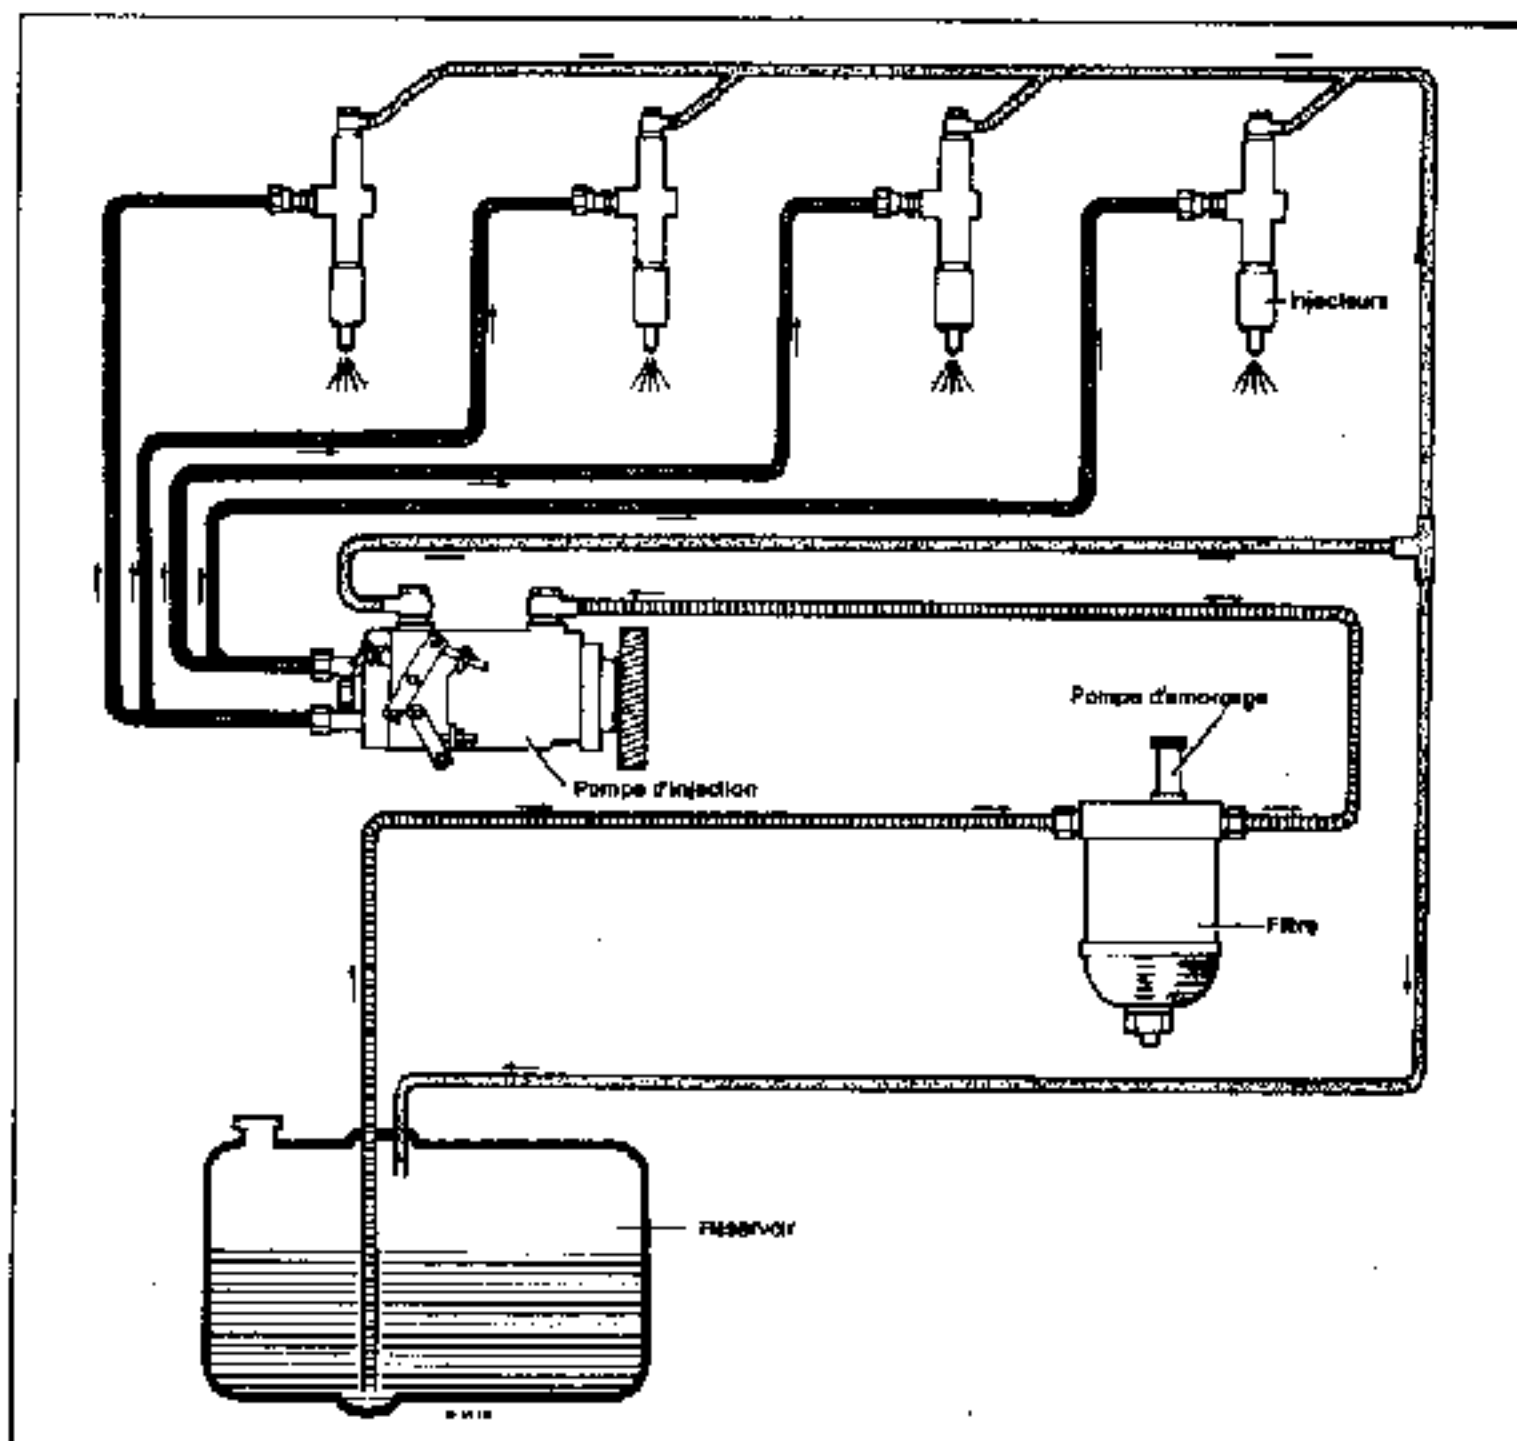 Injecteurs
Pompe d'amorçage
Pompe d'injection
Filtre
Réservoir